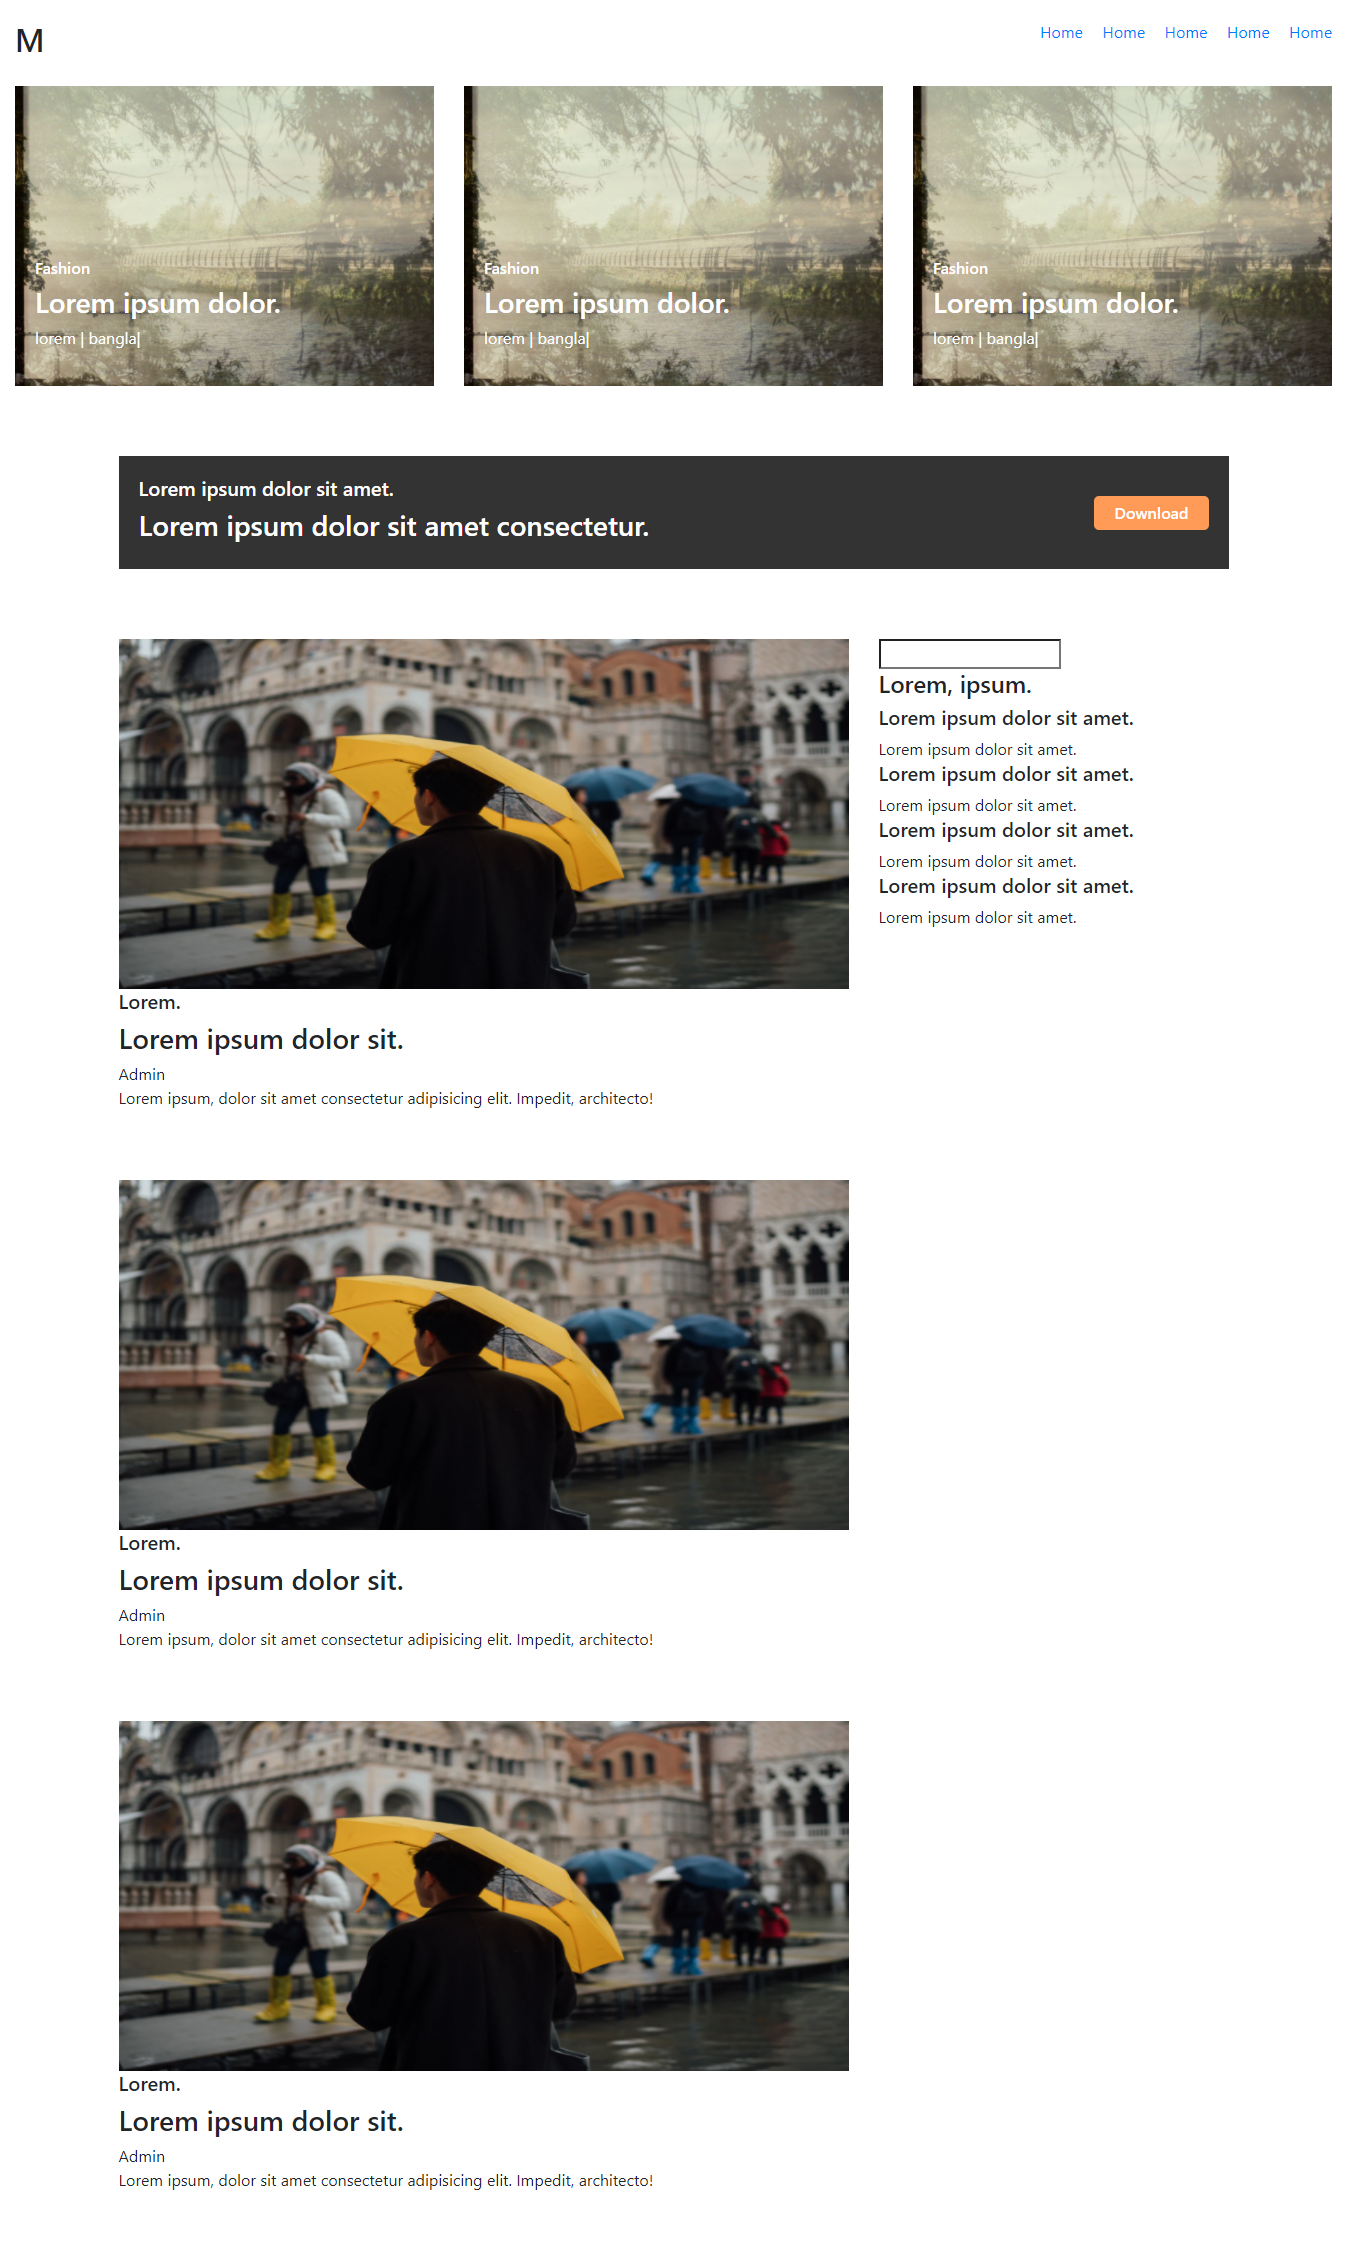 M
Home Home Home Home Home
Fashion
Lorem ipsum dolor.
lorem | bangla|
Fashion
Lorem ipsum dolor.
lorem | bangla|
Fashion
Lorem ipsum dolor.
lorem | bangla|
Lorem ipsum dolor sit amet.
Lorem ipsum dolor sit amet consectetur.
Download
Lorem.
Lorem ipsum dolor sit.
Admin
Lorem ipsum, dolor sit amet consectetur adipisicing elit. Impedit, architecto!
Lorem.
Lorem ipsum dolor sit.
Admin
Lorem ipsum, dolor sit amet consectetur adipisicing elit. Impedit, architecto!
Lorem.
Lorem ipsum dolor sit.
Admin
Lorem ipsum, dolor sit amet consectetur adipisicing elit. Impedit, architecto!
Lorem, ipsum.
Lorem ipsum dolor sit amet.
Lorem ipsum dolor sit amet.
Lorem ipsum dolor sit amet.
Lorem ipsum dolor sit amet.
Lorem ipsum dolor sit amet.
Lorem ipsum dolor sit amet.
Lorem ipsum dolor sit amet.
Lorem ipsum dolor sit amet.